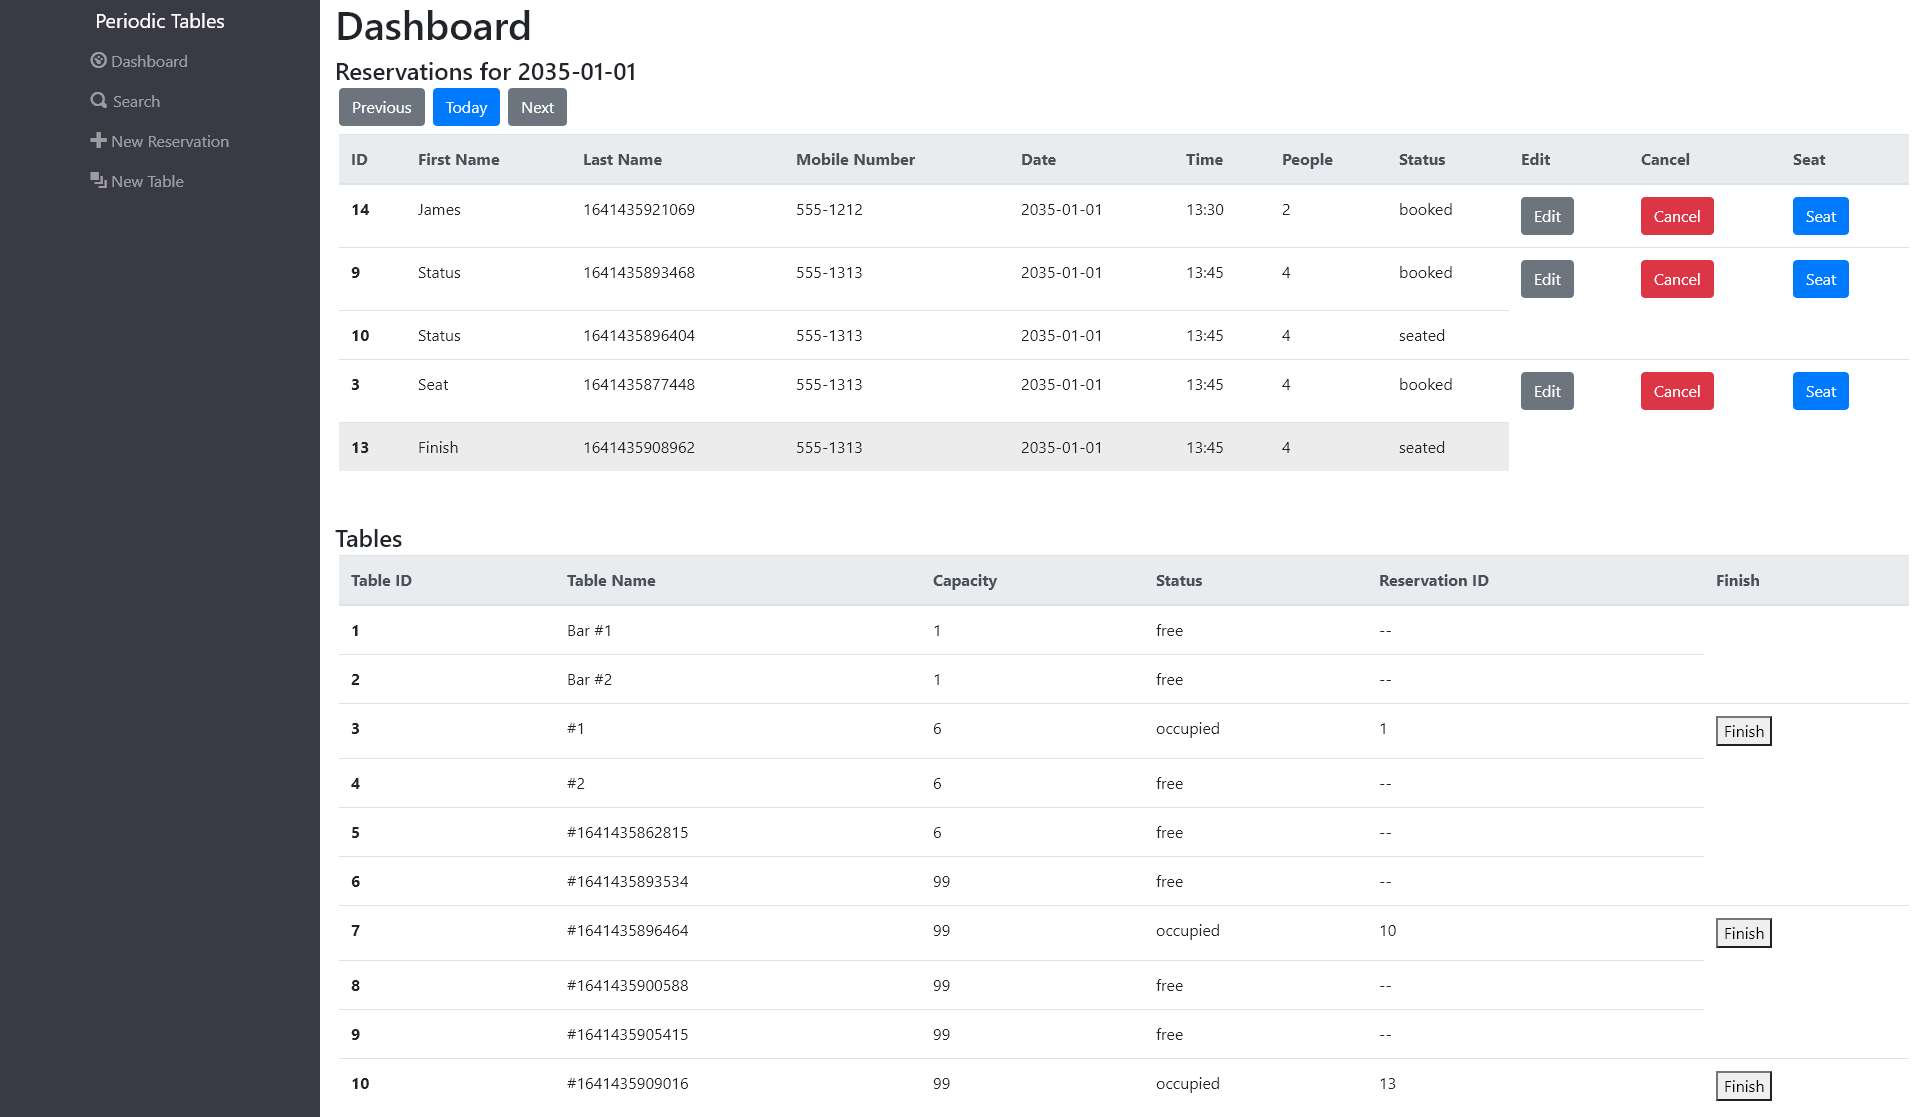 Periodic Tables
Dashboard
Search
New Reservation
New Table
Dashboard
Reservations for 2035-01-01
Previous Today Next
ID First Name Last Name Mobile Number Date Time People Status Edit Cancel Seat
14 James 1641435921069 555-1212 2035-01-01 13:30 2 booked Edit Cancel Seat
9 Status 1641435893468 555-1313 2035-01-01 13:45 4 booked Edit Cancel Seat
10 Status 1641435896404 555-1313 2035-01-01 13:45 4 seated
3 Seat 1641435877448 555-1313 2035-01-01 13:45 4 booked Edit Cancel Seat
13 Finish 1641435908962 555-1313 2035-01-01 13:45 4 seated
Tables
Table ID Table Name Capacity Status Reservation ID Finish
1 Bar #1 1 free --
2 Bar #2 1 free --
3 #1 6 occupied 1 Finish
4 #2 6 free --
5 #1641435862815 6 free --
6 #1641435893534 99 free --
7 #1641435896464 99 occupied 10 Finish
8 #1641435900588 99 free --
9 #1641435905415 99 free --
10 #1641435909016 99 occupied 13 Finish